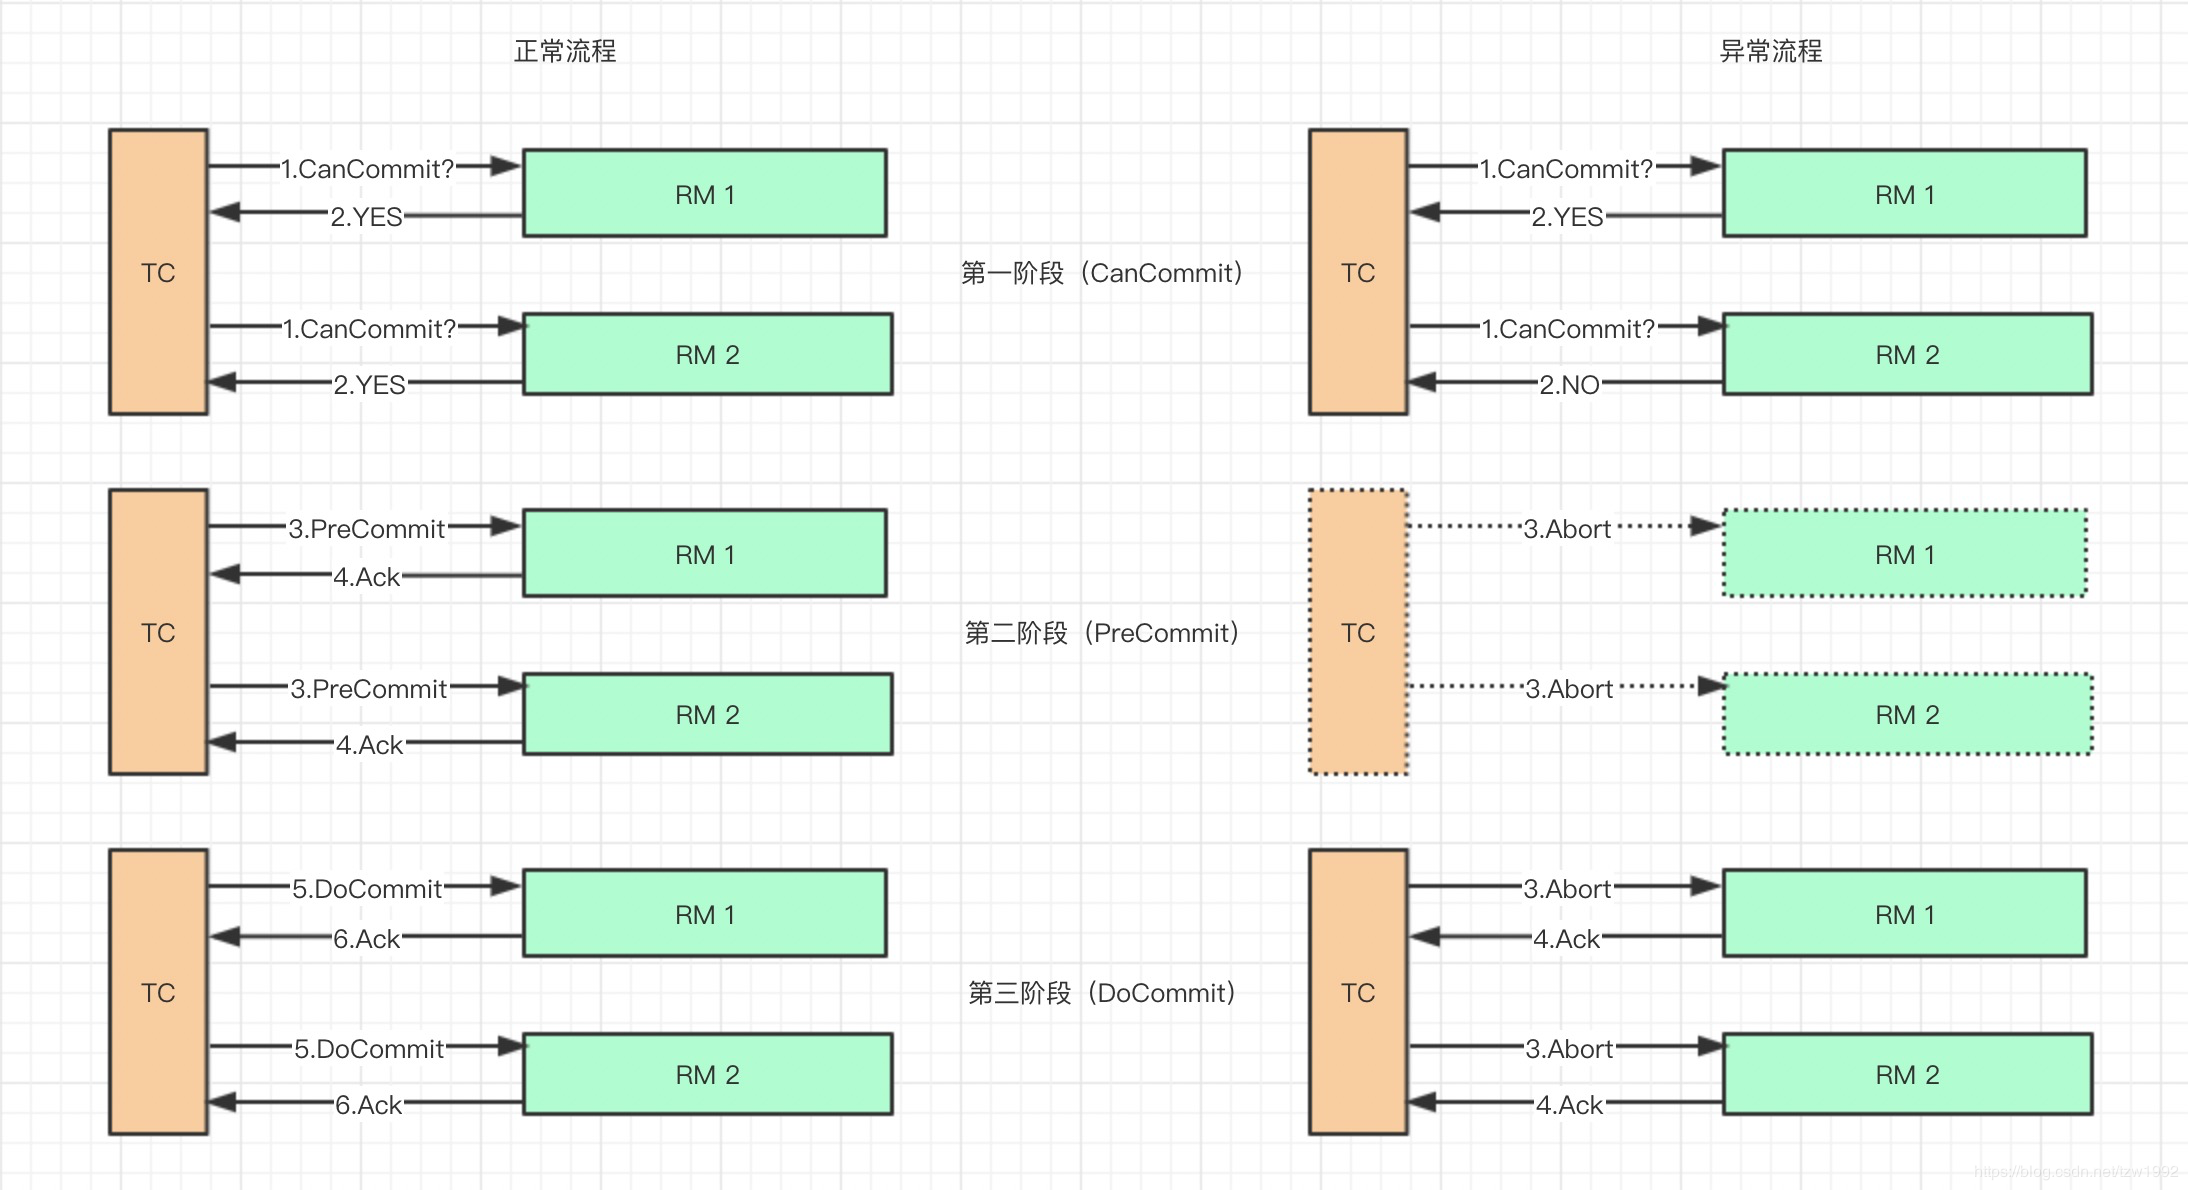 正常流程
异常流程
1.CanCommit?
RM 1
2.YES
TC
1.CanCommit?
RM 2
2.YES
第一阶段（CanCommit）
1.CanCommit?
RM 1
2.YES
TC
1.CanCommit?
RM 2
2.NO
3.PreCommit
RM 1
4.Ack
TC
3.PreCommit
RM 2
4.Ack
第二阶段（PreCommit）
3.Abort
RM 1
TC
3.Abort
RM 2
5.DoCommit
RM 1
6.Ack
TC
5.DoCommit
RM 2
6.Ack
第三阶段（DoCommit）
3.Abort
RM 1
4.Ack
TC
3.Abort
RM 2
4.Ack
https://blog.csdn.net/tzw1992